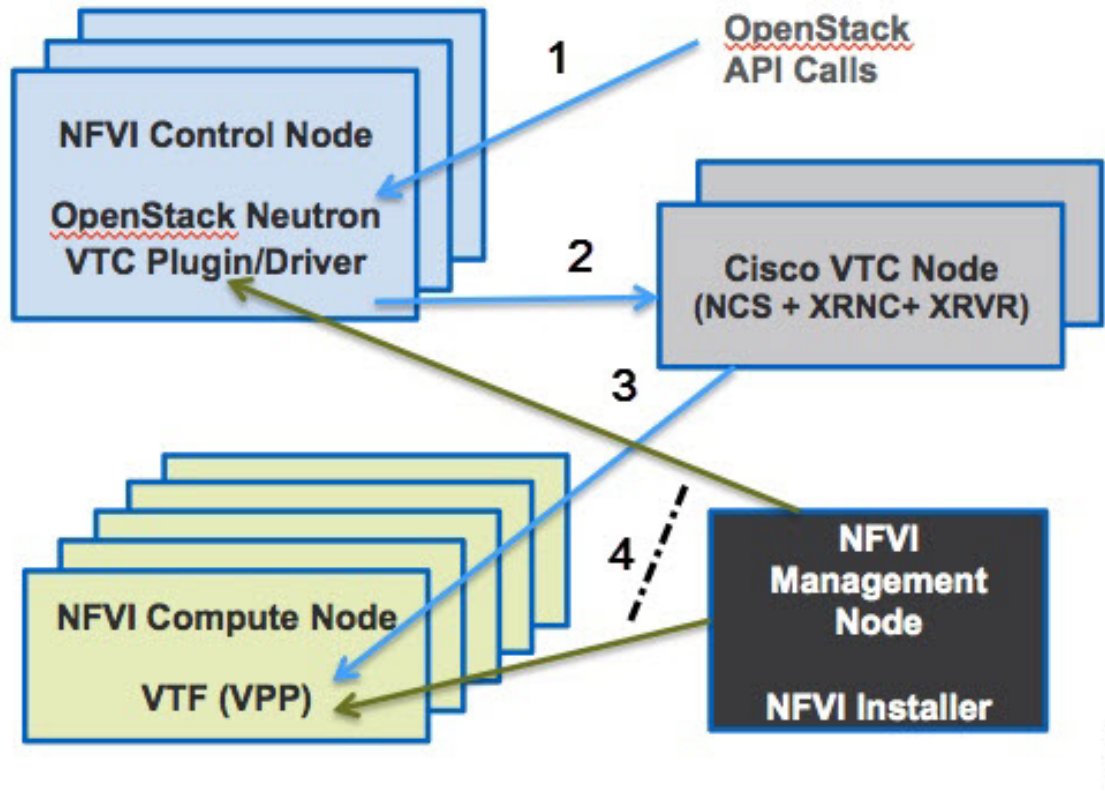 OpenStack
API Calls
1
NFVI Control Node
OpenStack Neutron
VTC Plugin/Driver
2
Cisco VTC Node
(NCS + XRNC+ XRVR)
3
4
NFVI Compute Node
VTF (VPP)
NFVI
Management
Node
NFVI Installer